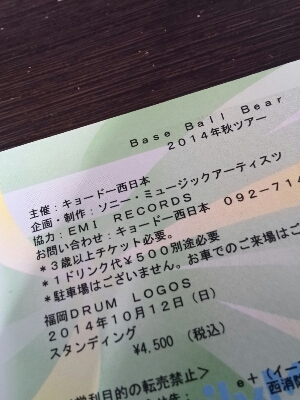 Base Ball Bear
2014年秋ツアー
主催：キョードー西日本
企画・制作：ソニー・ミュージックアーティスツ
協力：EMI RECORDS
お問い合わせ：キョードー西日本 092-714
＊3歳以上チケット必要。
＊1ドリンク代￥500別途必要
＊駐車場はございません。お車でのご来場はご
福岡DRUM LOGOS
2014年10月12日（日）
スタンディング
¥4,500 （税込）
営利目的の転売禁止＞
e+（イー